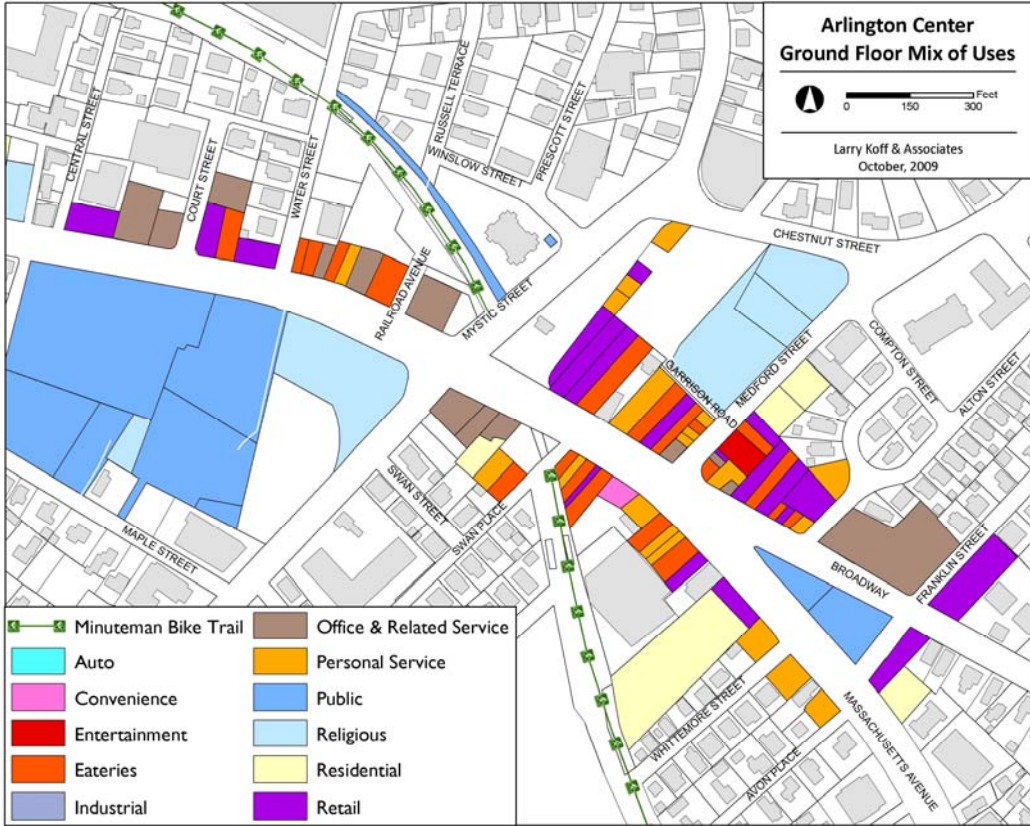 Arlington Center
Ground Floor Mix of Uses
Feet
0 150 300
Larry Koff & Associates
October, 2009
CENTRAL STREET
COURT STREET
WATER STREET
RUSSELL TERRACE
WINSLOW STREET
PRESCOTT STREET
RAILROAD AVENUE
MYSTIC STREET
CHESTNUT STREET
GARRISON ROAD
MEDFORD STREET
COMPTON STREET
ALTON STREET
SWAN STREET
SWAN PLACE
MAPLE STREET
BROADWAY
FRANKLIN STREET
WHITTEMORE STREET
AVON PLACE
MASSACHUSETTS AVENUE
Minuteman Bike Trail
Auto
Convenience
Entertainment
Eateries
Industrial
Office & Related Service
Personal Service
Public
Religious
Residential
Retail